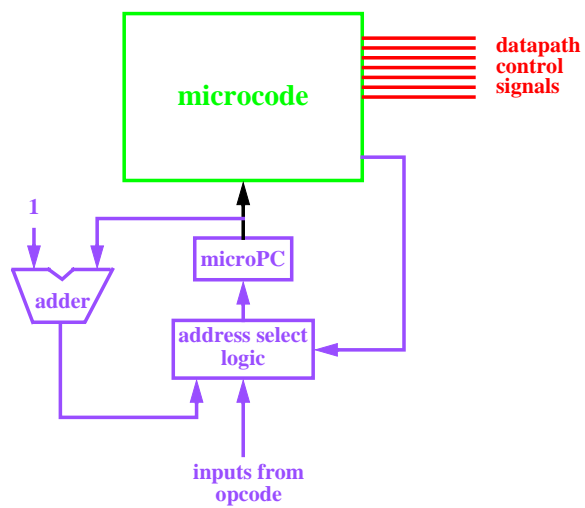 datapath
control
signals
microcode
1
microPC
adder
address select
logic
inputs from
opcode